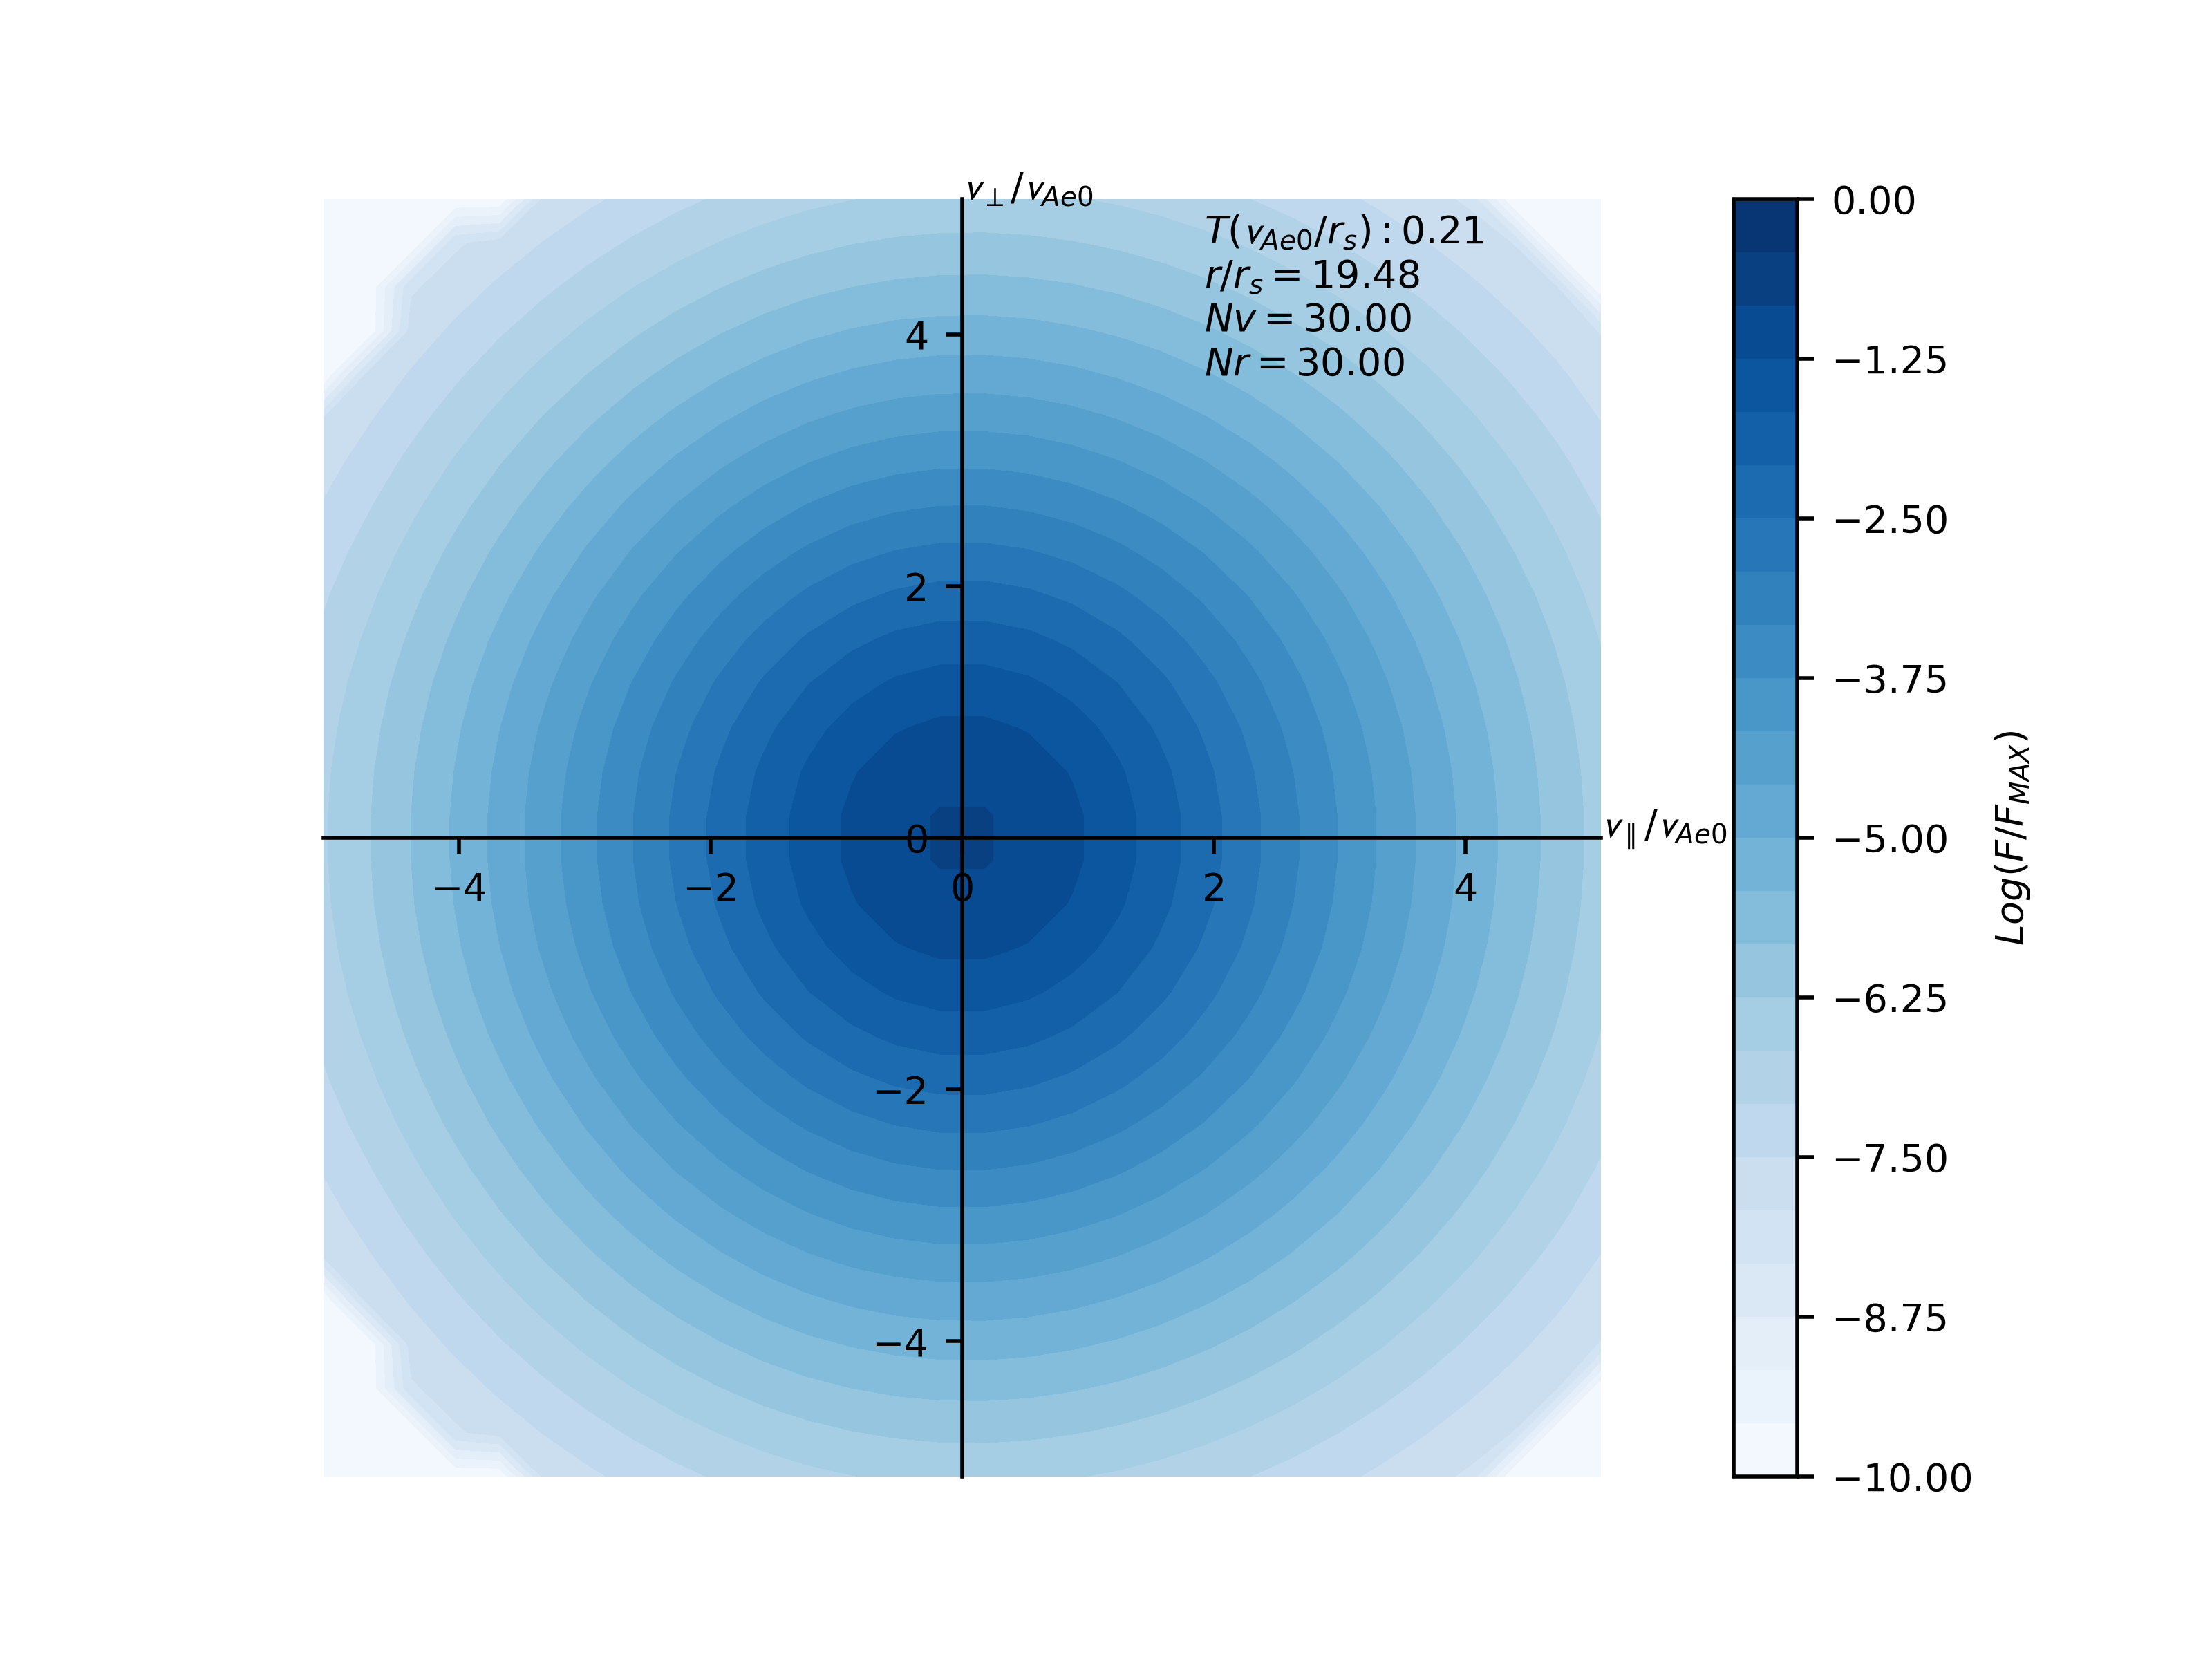 v⊥/vAe0
T(vAe0/rs) : 0.21
r/rs = 19.48
Nv = 30.00
Nr = 30.00
4
2
0
−2
−4
−4 −2 0 2 4
v∥/vAe0
0.00
−1.25
−2.50
−3.75
−5.00
−6.25
−7.50
−8.75
−10.00
Log(F/FMAX)